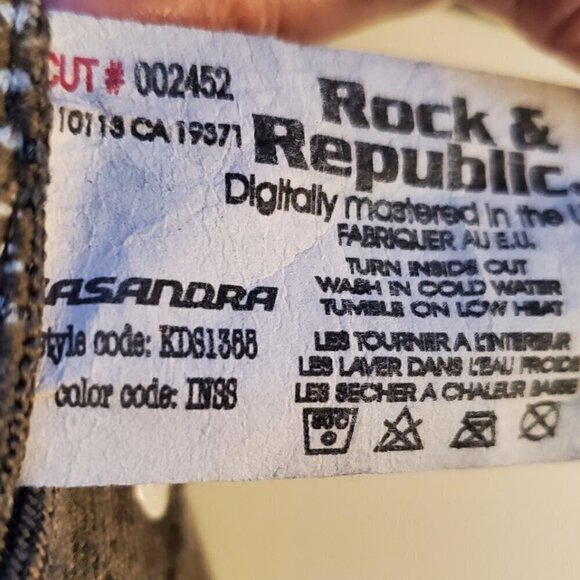 CUT # 002452
10113 CA 19371
Rock &
Republic
Digitally mastered in the
FABRIQUER AU E.U.
TURN INSIDE OUT
WASH IN COLD WATER
TUMBLE ON LOW HEAT
KASANDRA
style code: KDS1388
color code: INSS
LES TOURNER A L'INTERIEUR
LES LAVER DANS L'EAU FROIDE
LES SECHER A CHALEUR BASSE